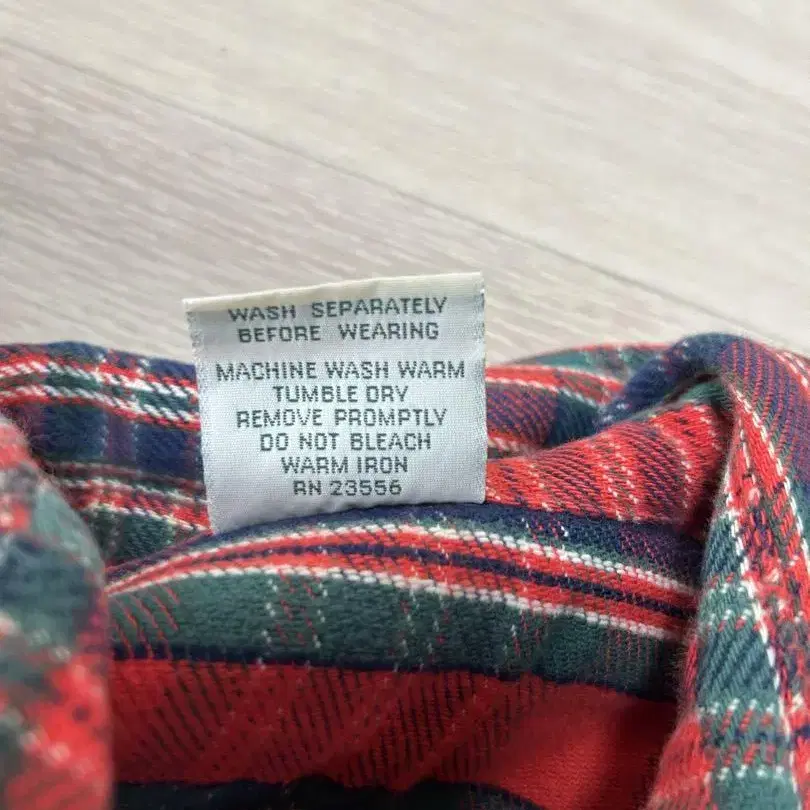 WASH SEPARATELY
BEFORE WEARING
MACHINE WASH WARM
TUMBLE DRY
REMOVE PROMPTLY
DO NOT BLEACH
WARM IRON
RN 23556